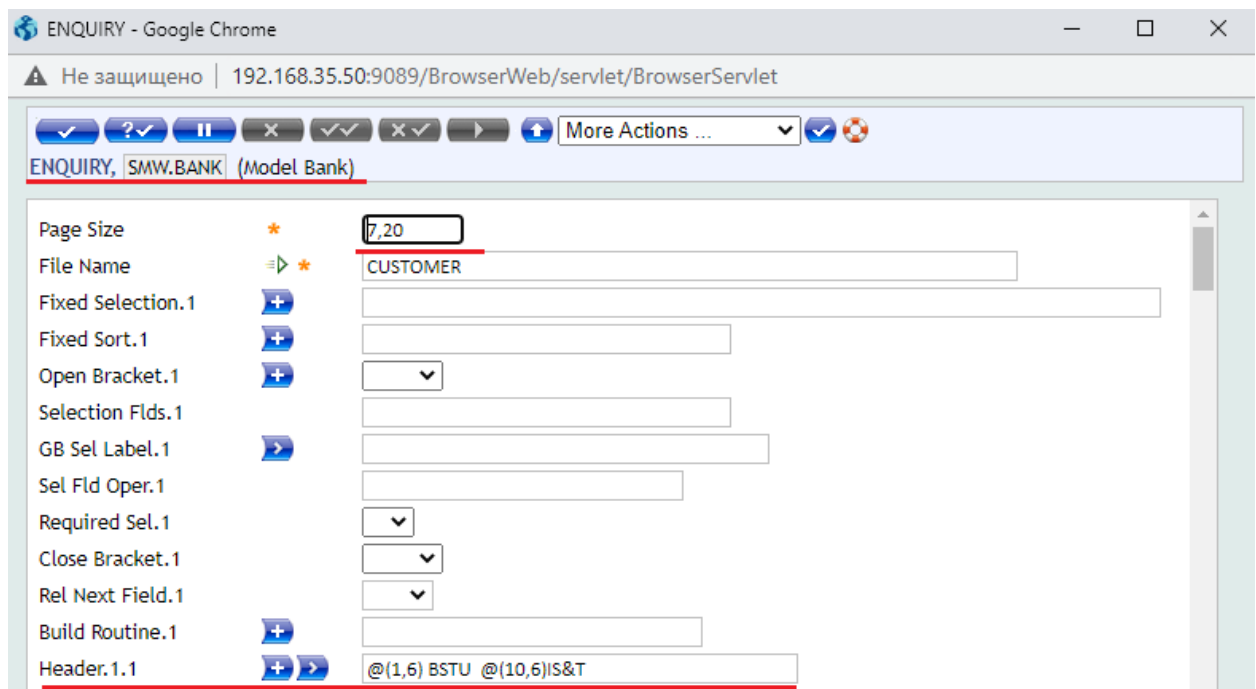 ENQUIRY - Google Chrome
Не защищено | 192.168.35.50:9089/BrowserWeb/servlet/BrowserServlet
More Actions ...
ENQUIRY, SMW.BANK (Model Bank)
Page Size * 7,20
File Name * CUSTOMER
Fixed Selection.1
Fixed Sort.1
Open Bracket.1
Selection Flds.1
GB Sel Label.1
Sel Fld Oper.1
Required Sel.1
Close Bracket.1
Rel Next Field.1
Build Routine.1
Header.1.1 @(1,6) BSTU  @(10,6)IS&T